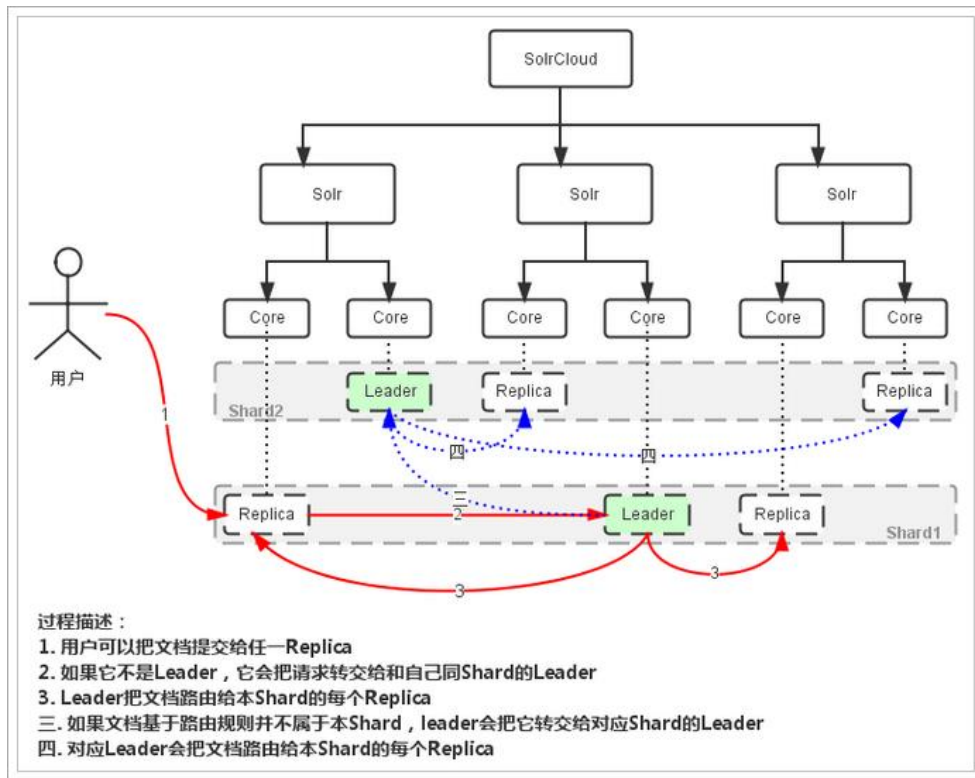 SolrCloud
Solr
Solr
Solr
Core
Core
Core
Core
Core
Core
用户
Leader
Replica
Replica
Shard2
1
四
四
三
Replica
2
Leader
Replica
Shard1
3
3
过程描述：
1. 用户可以把文档提交给任一Replica
2. 如果它不是Leader，它会把请求转交给和自己同Shard的Leader
3. Leader把文档路由给本Shard的每个Replica
三. 如果文档基于路由规则并不属于本Shard，leader会把它转交给对应Shard的Leader
四. 对应Leader会把文档路由给本Shard的每个Replica